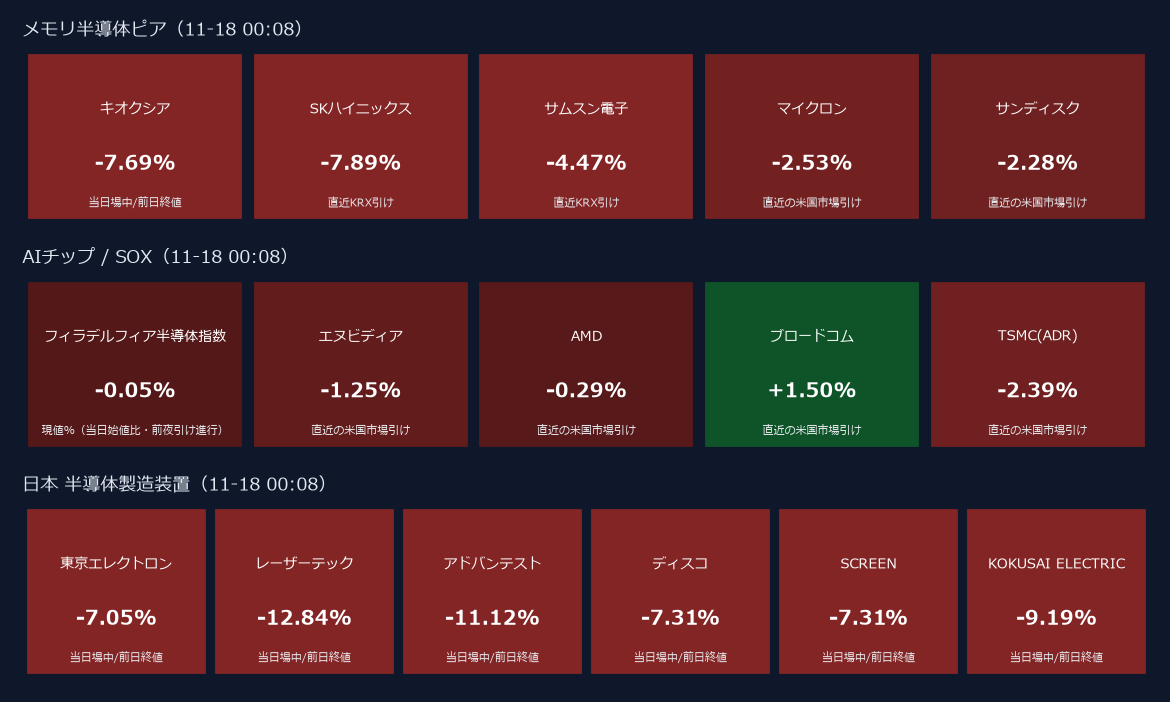 メモリ半導体ピア（11-18 00:08）
キオクシア
-7.69%
当日場中/前日終値
SKハイニックス
-7.89%
直近KRX引け
サムスン電子
-4.47%
直近KRX引け
マイクロン
-2.53%
直近の米国市場引け
サンディスク
-2.28%
直近の米国市場引け
AIチップ / SOX（11-18 00:08）
フィラデルフィア半導体指数
-0.05%
現値%（当日始値比・前夜引け進行）
エヌビディア
-1.25%
直近の米国市場引け
AMD
-0.29%
直近の米国市場引け
ブロードコム
+1.50%
直近の米国市場引け
TSMC(ADR)
-2.39%
直近の米国市場引け
日本 半導体製造装置（11-18 00:08）
東京エレクトロン
-7.05%
当日場中/前日終値
レーザーテック
-12.84%
当日場中/前日終値
アドバンテスト
-11.12%
当日場中/前日終値
ディスコ
-7.31%
当日場中/前日終値
SCREEN
-7.31%
当日場中/前日終値
KOKUSAI ELECTRIC
-9.19%
当日場中/前日終値